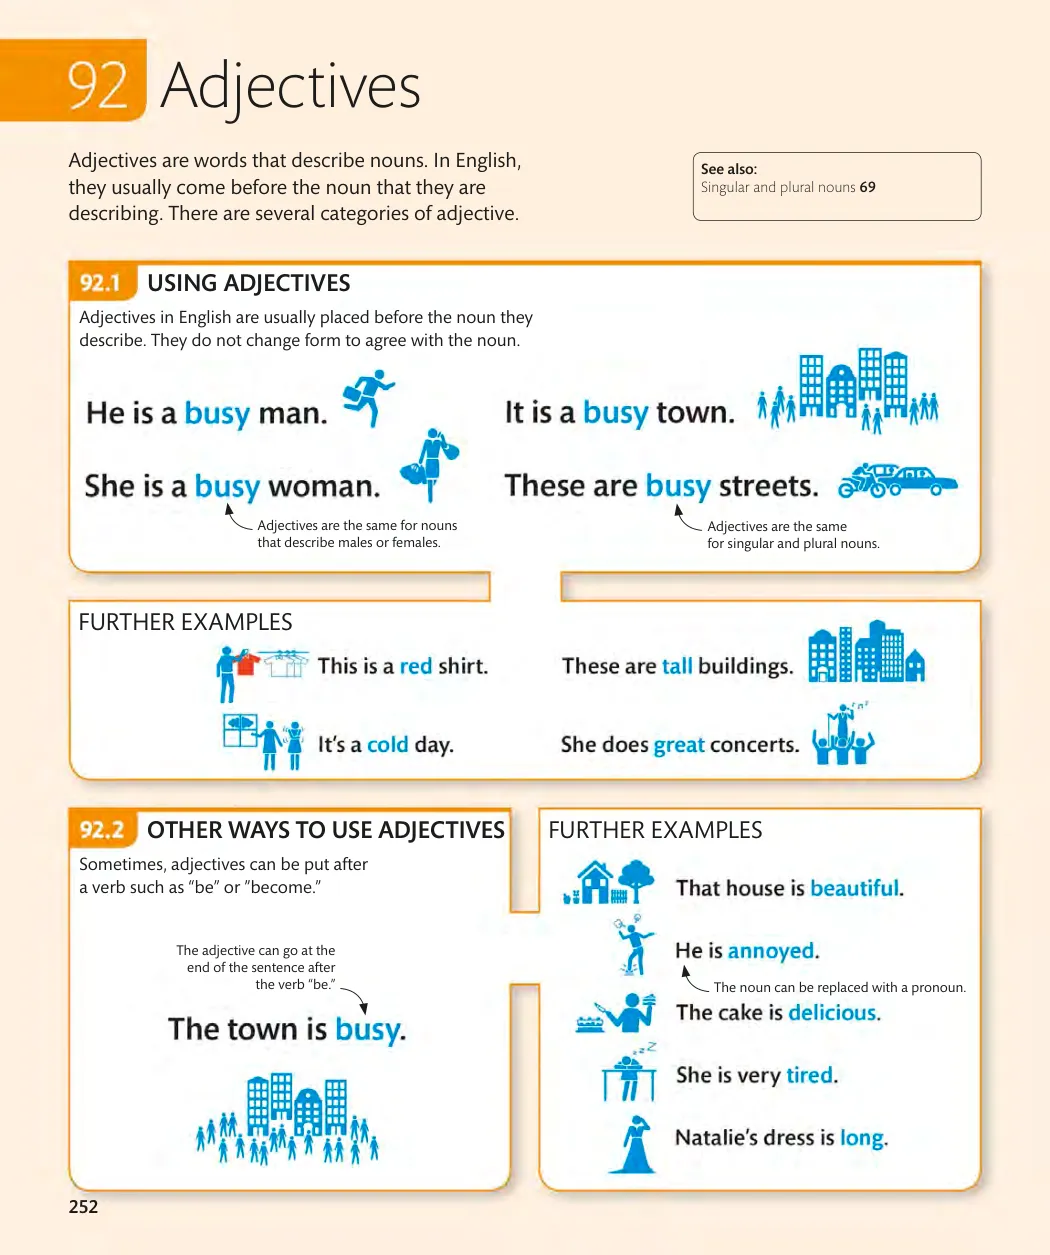 92 Adjectives
Adjectives are words that describe nouns. In English,
they usually come before the noun that they are
describing. There are several categories of adjective.
See also:
Singular and plural nouns 69
92.1 USING ADJECTIVES
Adjectives in English are usually placed before the noun they
describe. They do not change form to agree with the noun.
He is a busy man.
She is a busy woman.
Adjectives are the same for nouns
that describe males or females.
It is a busy town.
These are busy streets.
Adjectives are the same
for singular and plural nouns.
FURTHER EXAMPLES
This is a red shirt.
It's a cold day.
These are tall buildings.
She does great concerts.
92.2 OTHER WAYS TO USE ADJECTIVES
Sometimes, adjectives can be put after
a verb such as “be” or “become.”
The adjective can go at the
end of the sentence after
the verb “be.”
The town is busy.
FURTHER EXAMPLES
That house is beautiful.
He is annoyed.
The noun can be replaced with a pronoun.
The cake is delicious.
zzZ
She is very tired.
Natalie's dress is long.
252